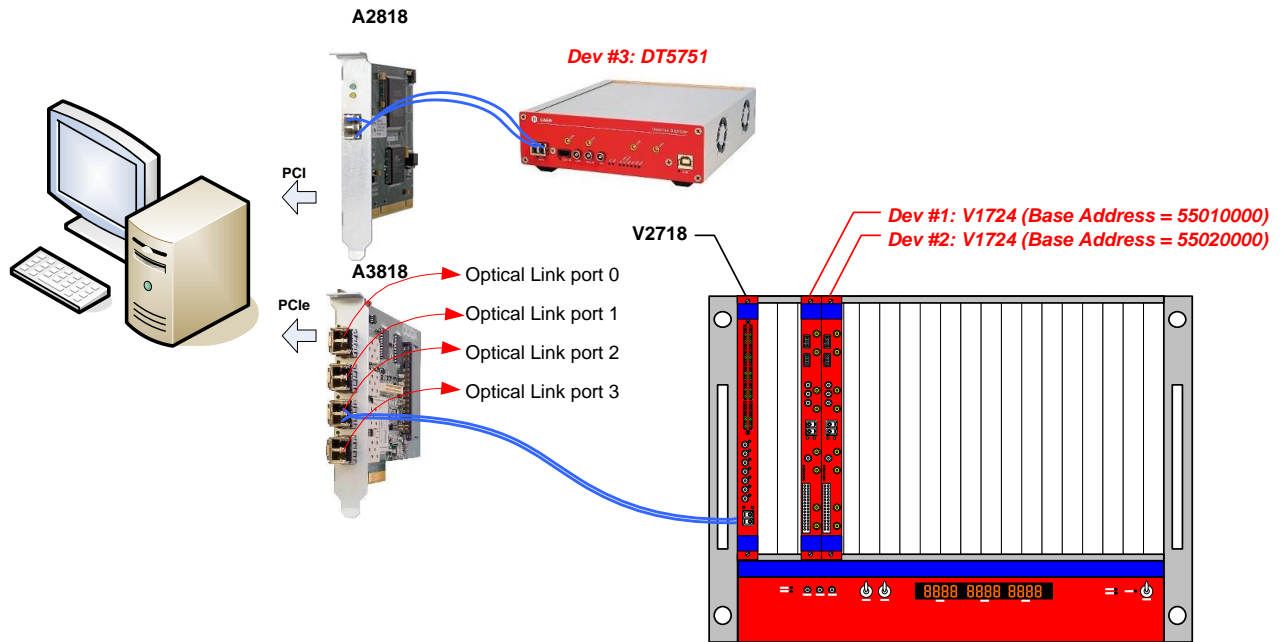 A2818
Dev #3: DT5751
CAEN
PCI
Dev #1: V1724 (Base Address = 55010000)
Dev #2: V1724 (Base Address = 55020000)
V2718
A3818
Optical Link port 0
PCIe
Optical Link port 1
Optical Link port 2
Optical Link port 3
8888 8888 8888